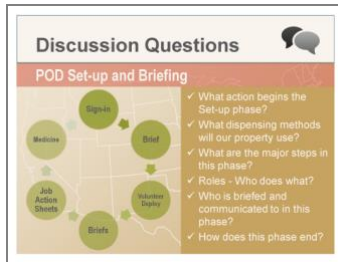 Discussion Questions
POD Set-up and Briefing
Sign-in
Brief
Volunteer
Deploy
Briefs
Job
Action
Sheets
Medicine
✓ What action begins the
Set-up phase?
✓ What dispensing methods
will our property use?
✓ What are the major steps in
this phase?
✓ Roles - Who does what?
✓ Who is briefed and
communicated to in this
phase?
✓ How does this phase end?